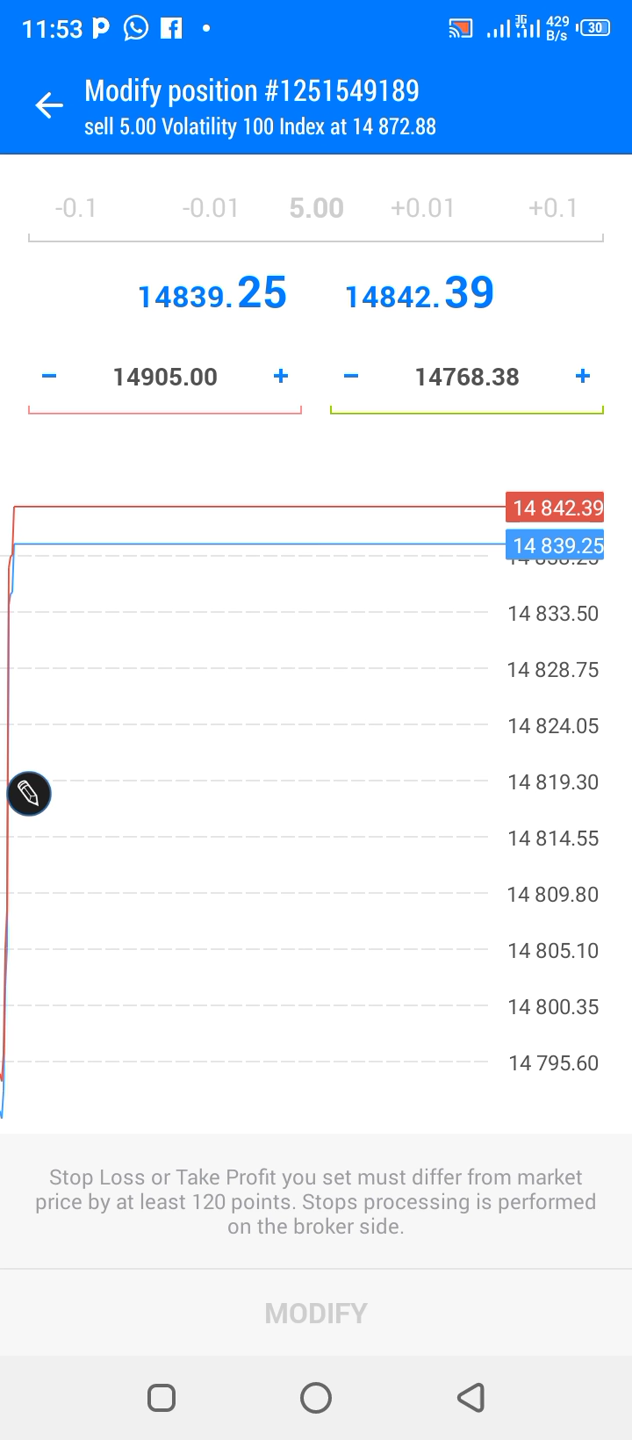 11:53
3G
429
B/s
30
Modify position #1251549189
sell 5.00 Volatility 100 Index at 14 872.88
-0.1 -0.01 5.00 +0.01 +0.1
14839.25 14842.39
- 14905.00 + - 14768.38 +
14 842.39
14 839.25
14 833.50
14 828.75
14 824.05
14 819.30
14 814.55
14 809.80
14 805.10
14 800.35
14 795.60
Stop Loss or Take Profit you set must differ from market
price by at least 120 points. Stops processing is performed
on the broker side.
MODIFY